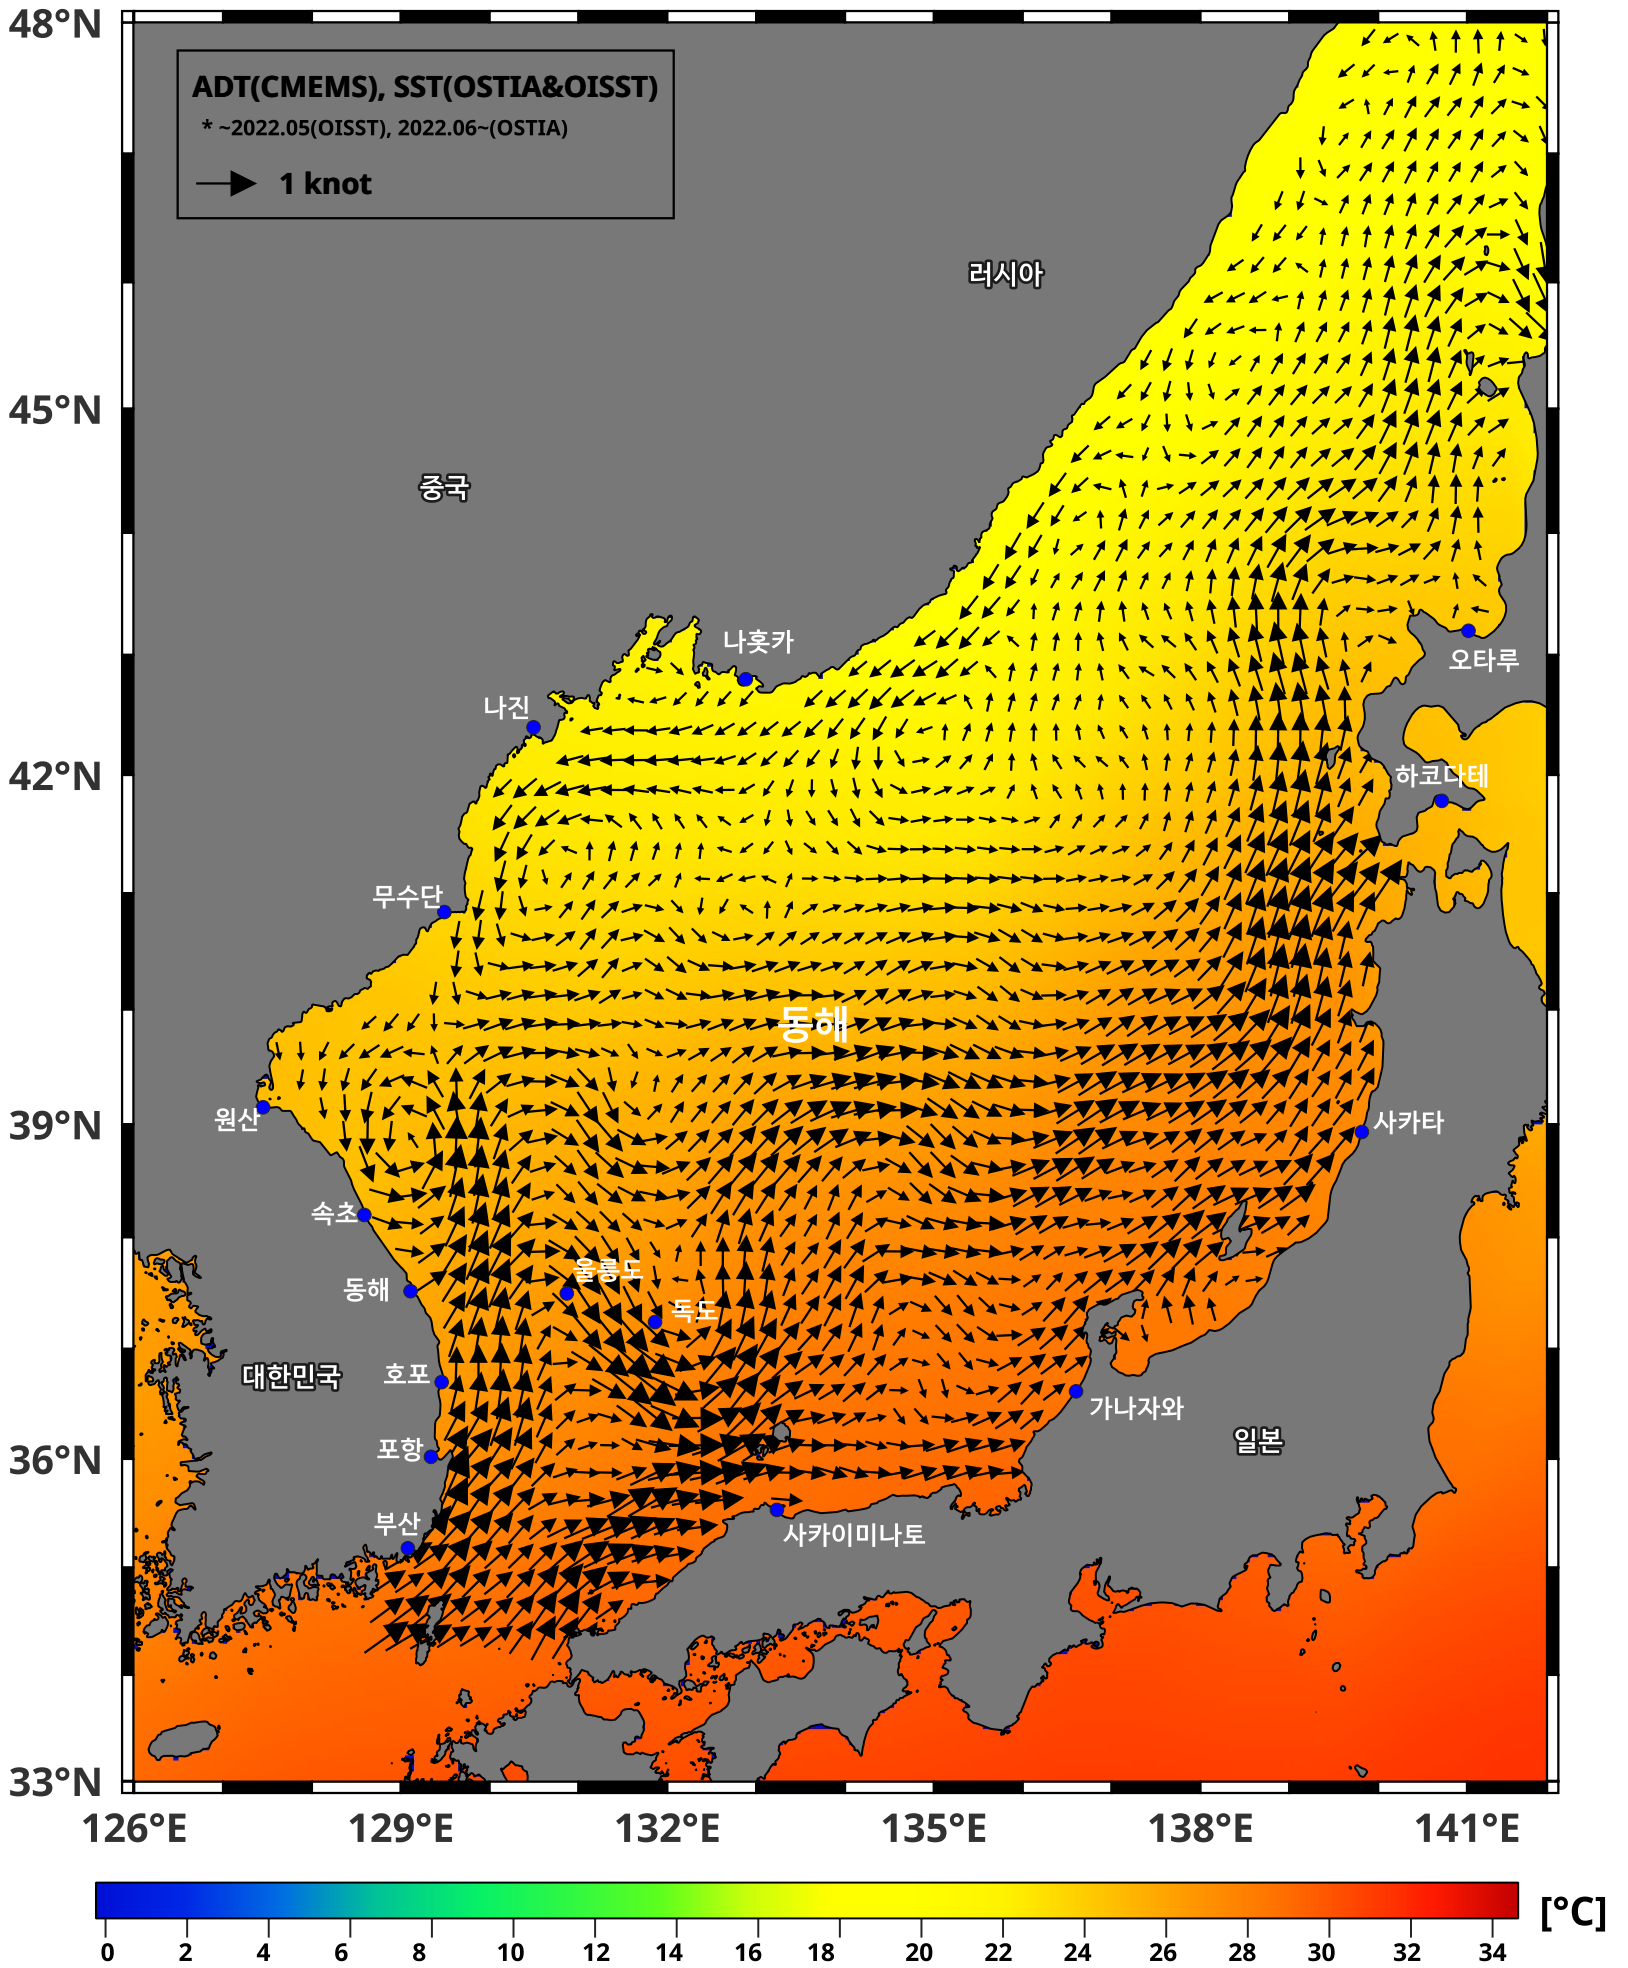 48°N
ADT(CMEMS), SST(OSTIA&OISST)
* ~2022.05(OISST), 2022.06~(OSTIA)
1 knot
러시아
45°N
중국
나홋카
오타루
나진
42°N
하코다테
무수단
동해
39°N
원산
사카타
속초
울릉도
동해
독도
대한민국
호포
가나자와
일본
36°N
포항
부산
사카이미나토
33°N
126°E 129°E 132°E 135°E 138°E 141°E
[°C]
0 2 4 6 8 10 12 14 16 18 20 22 24 26 28 30 32 34